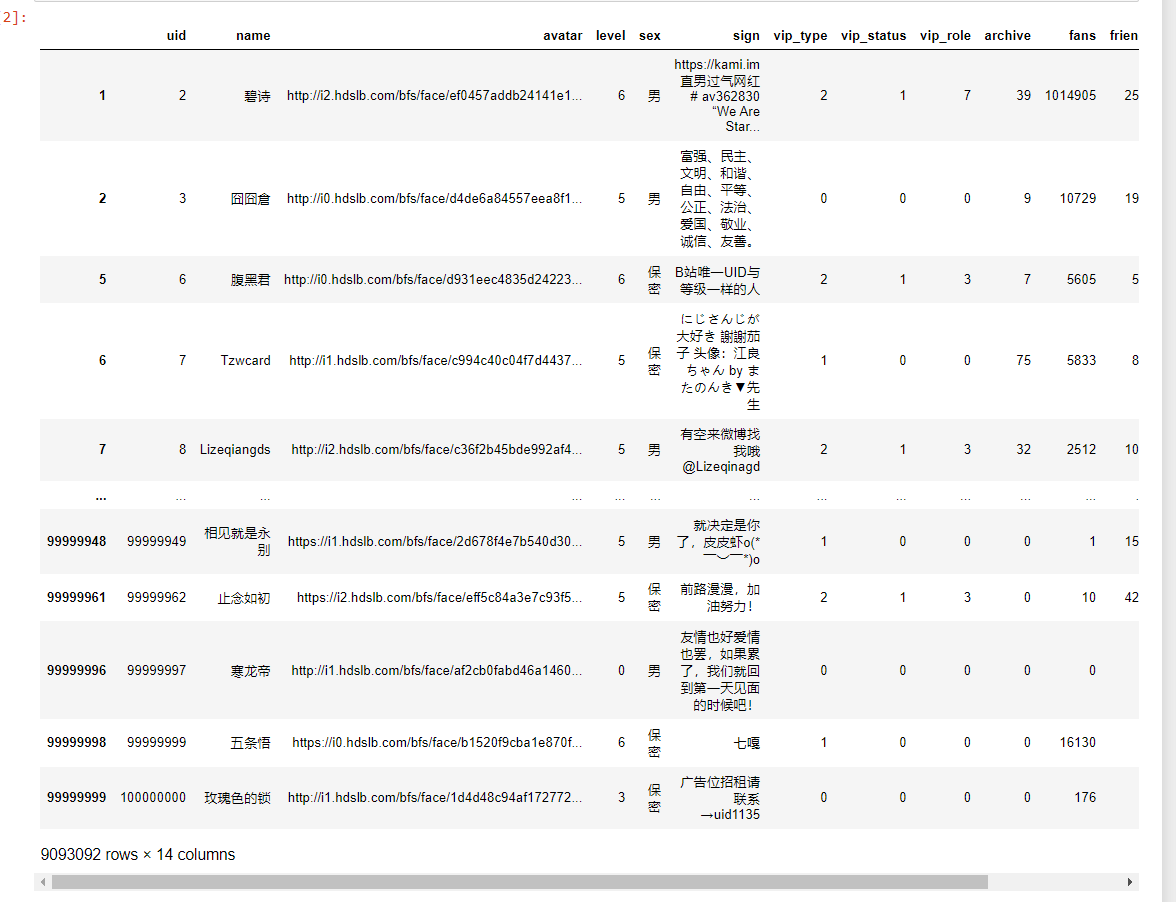 2]:
uid name avatar level sex sign vip_type vip_status vip_role archive fans frien
1 2 碧诗 http://i2.hdslb.com/bfs/face/ef0457addb24141e1... 6 男 https://kami.im 2 1 7 39 1014905 25
直男过气网红
# av362830
“We Are
Star...
2 3 囧囧倉 http://i0.hdslb.com/bfs/face/d4de6a84557eea8f1... 5 男 富强、民主、 0 0 0 9 10729 19
文明、和谐、
自由、平等、
公正、法治、
爱国、敬业、
诚信、友善。
5 6 腹黑君 http://i0.hdslb.com/bfs/face/d931eec4835d24223... 6 保 B站唯一UID与 2 1 3 7 5605 5
密 等级一样的人
6 7 Tzwcard http://i1.hdslb.com/bfs/face/c994c40c04f7d4437... 5 保 にじさんじが 1 0 0 75 5833 8
密 大好き 謝謝茄
子 头像：江良
ちゃん by ま
たのんき▼先
生
7 8 Lizeqiangds http://i2.hdslb.com/bfs/face/c36f2b45bde992af4... 5 男 有空来微博找 2 1 3 32 2512 10
我哦
@Lizeqinagd
... ... ... ... ... ... ... ... ... ... ... ... .
99999948 99999949 相见就是永 https://i1.hdslb.com/bfs/face/2d678f4e7b540d30... 5 男 就决定是你 1 0 0 0 1 15
别 了，皮皮虾o(*
￣︶￣*)o
99999961 99999962 止念如初 https://i2.hdslb.com/bfs/face/eff5c84a3e7c93f5... 5 保 前路漫漫，加 2 1 3 0 10 42
密 油努力！
99999996 99999997 寒龙帝 http://i1.hdslb.com/bfs/face/af2cb0fabd46a1460... 0 男 友情也好爱情 0 0 0 0 0
也罢，如果累
了，我们就回
到第一天见面
的时候吧！
99999998 99999999 五条悟 https://i0.hdslb.com/bfs/face/b1520f9cba1e870f... 6 保 七嘎 1 0 0 0 16130
密
99999999 100000000 玫瑰色的锁 http://i1.hdslb.com/bfs/face/1d4d48c94af172772... 3 保 广告位招租请 0 0 0 0 176
密 联系
→uid1135
9093092 rows × 14 columns